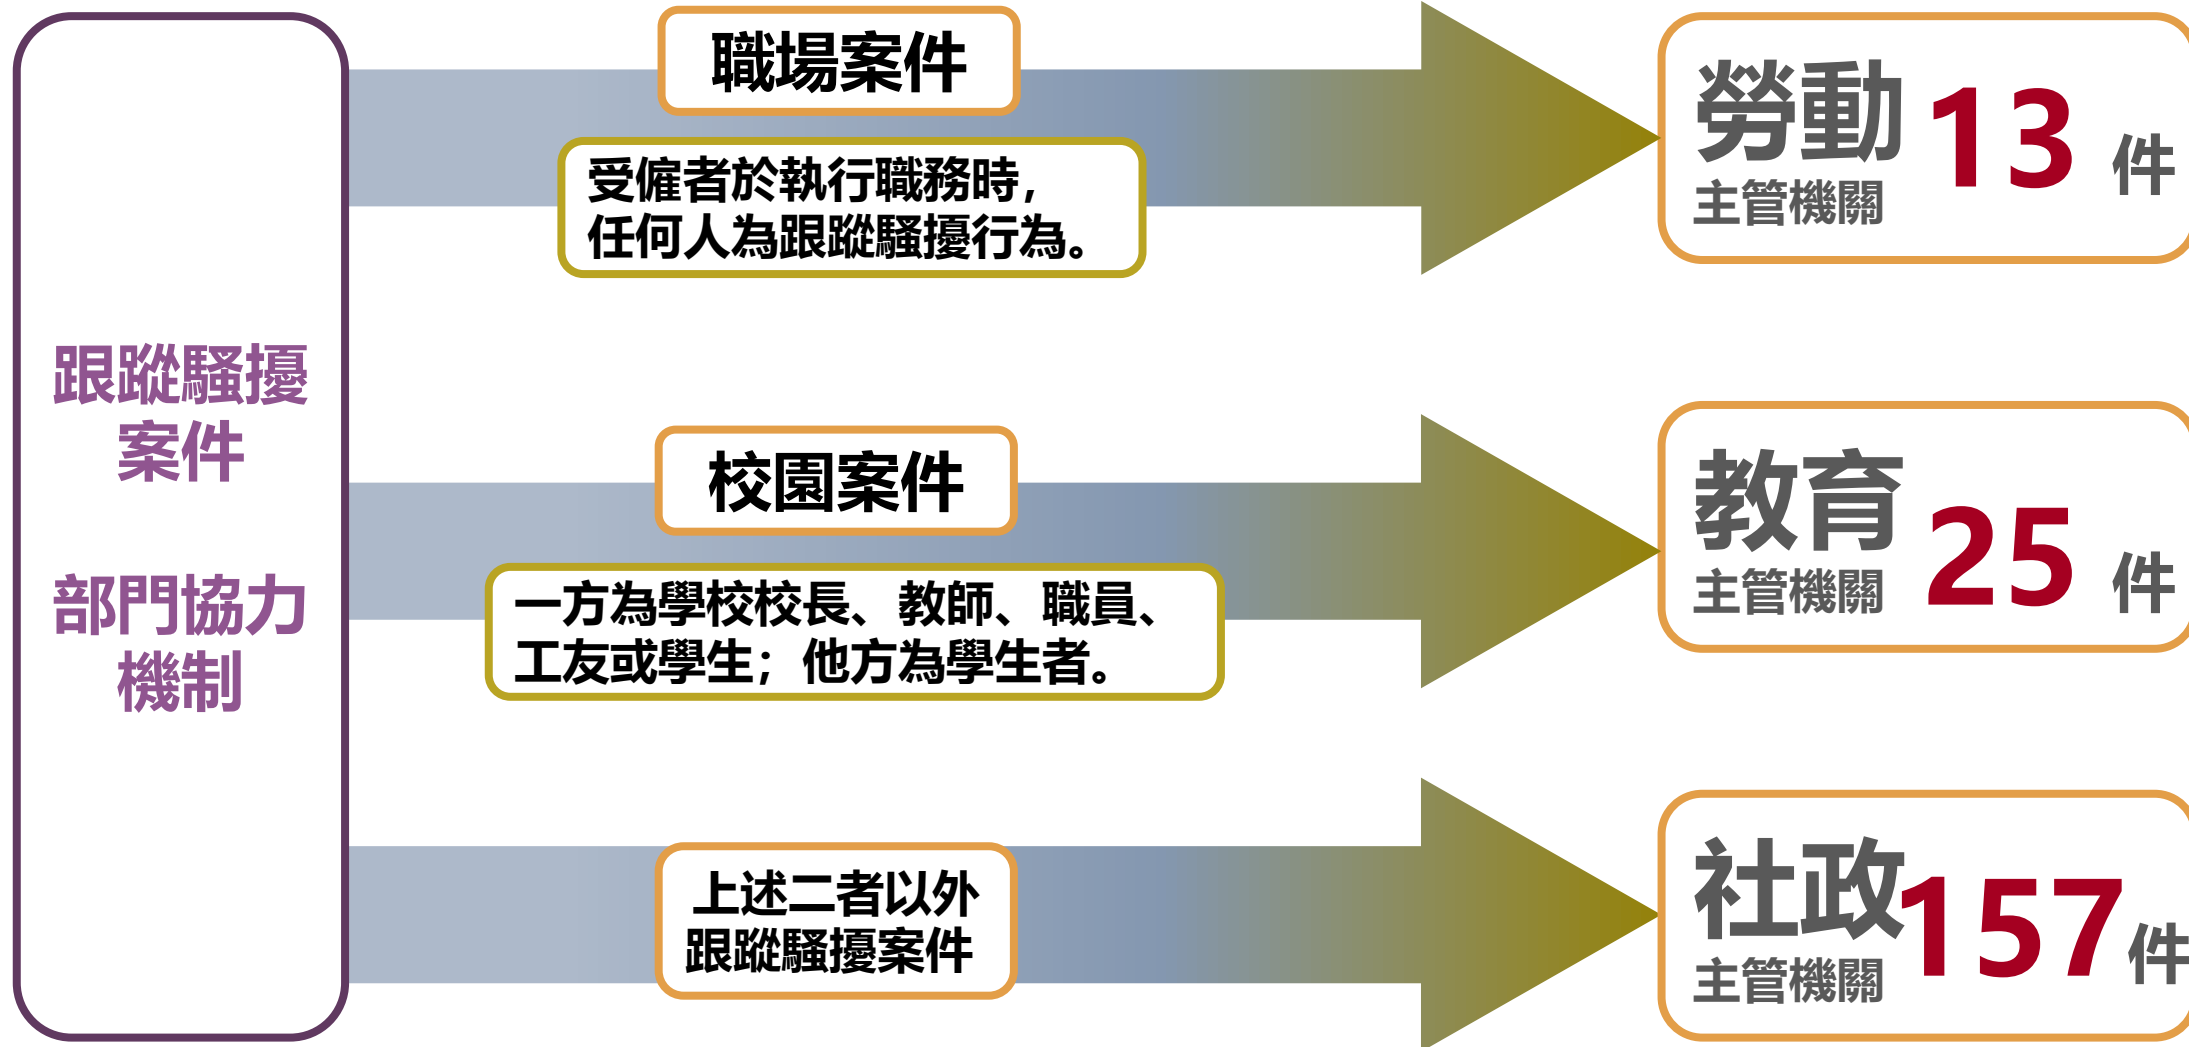 跟蹤騷擾
案件
部門協力
機制
職場案件
受僱者於執行職務時，
任何人為跟蹤騷擾行為。
勞動 13 件
主管機關
校園案件
一方為學校校長、教師、職員、
工友或學生；他方為學生者。
教育 25 件
主管機關
上述二者以外
跟蹤騷擾案件
社政157件
主管機關